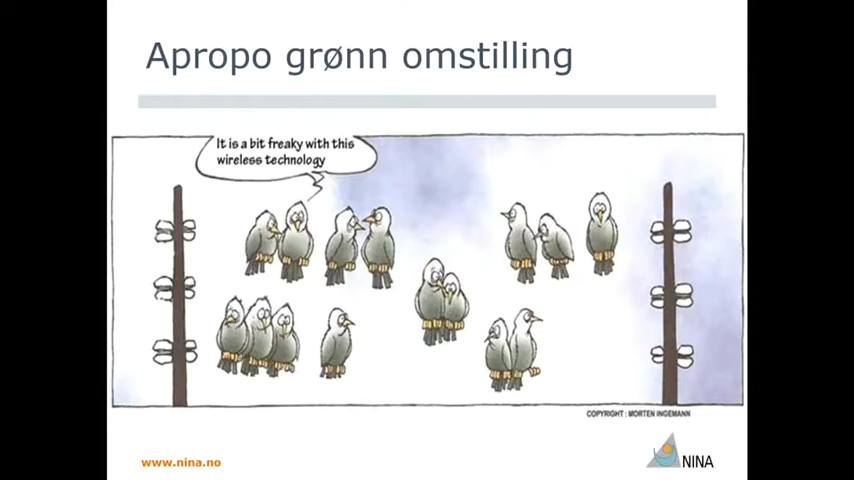 Apropo grønn omstilling
It is a bit freaky with this
wireless technology
COPYRIGHT : MORTEN INGEMANN
www.nina.no
NINA